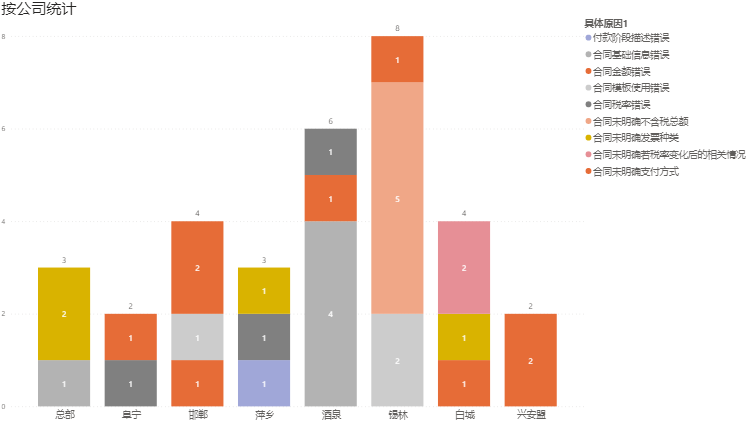 按公司统计
具体原因1
付款阶段描述错误
合同基础信息错误
合同金额错误
合同模板使用错误
合同税率错误
合同未明确不含税总额
合同未明确发票种类
合同未明确若税率变化后的相关情况
合同未明确支付方式
8
6
4
2
0
3
2
1
2
1
1
4
2
1
1
3
1
1
1
6
1
1
4
8
1
5
2
4
2
1
1
2
2
总部
阜宁
邯郸
萍乡
酒泉
锡林
白城
兴安盟